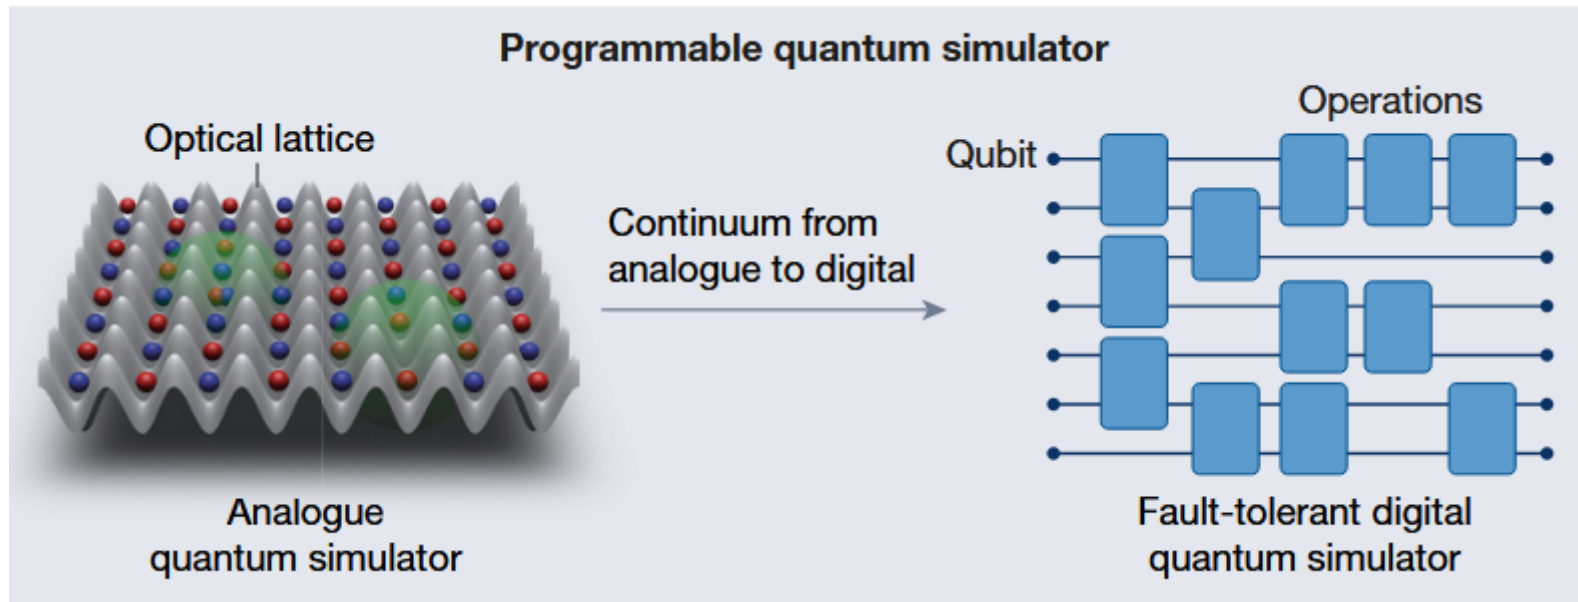 Programmable quantum simulator
Optical lattice
Continuum from
analogue to digital
Operations
Qubit
Analogue
quantum simulator
Fault-tolerant digital
quantum simulator